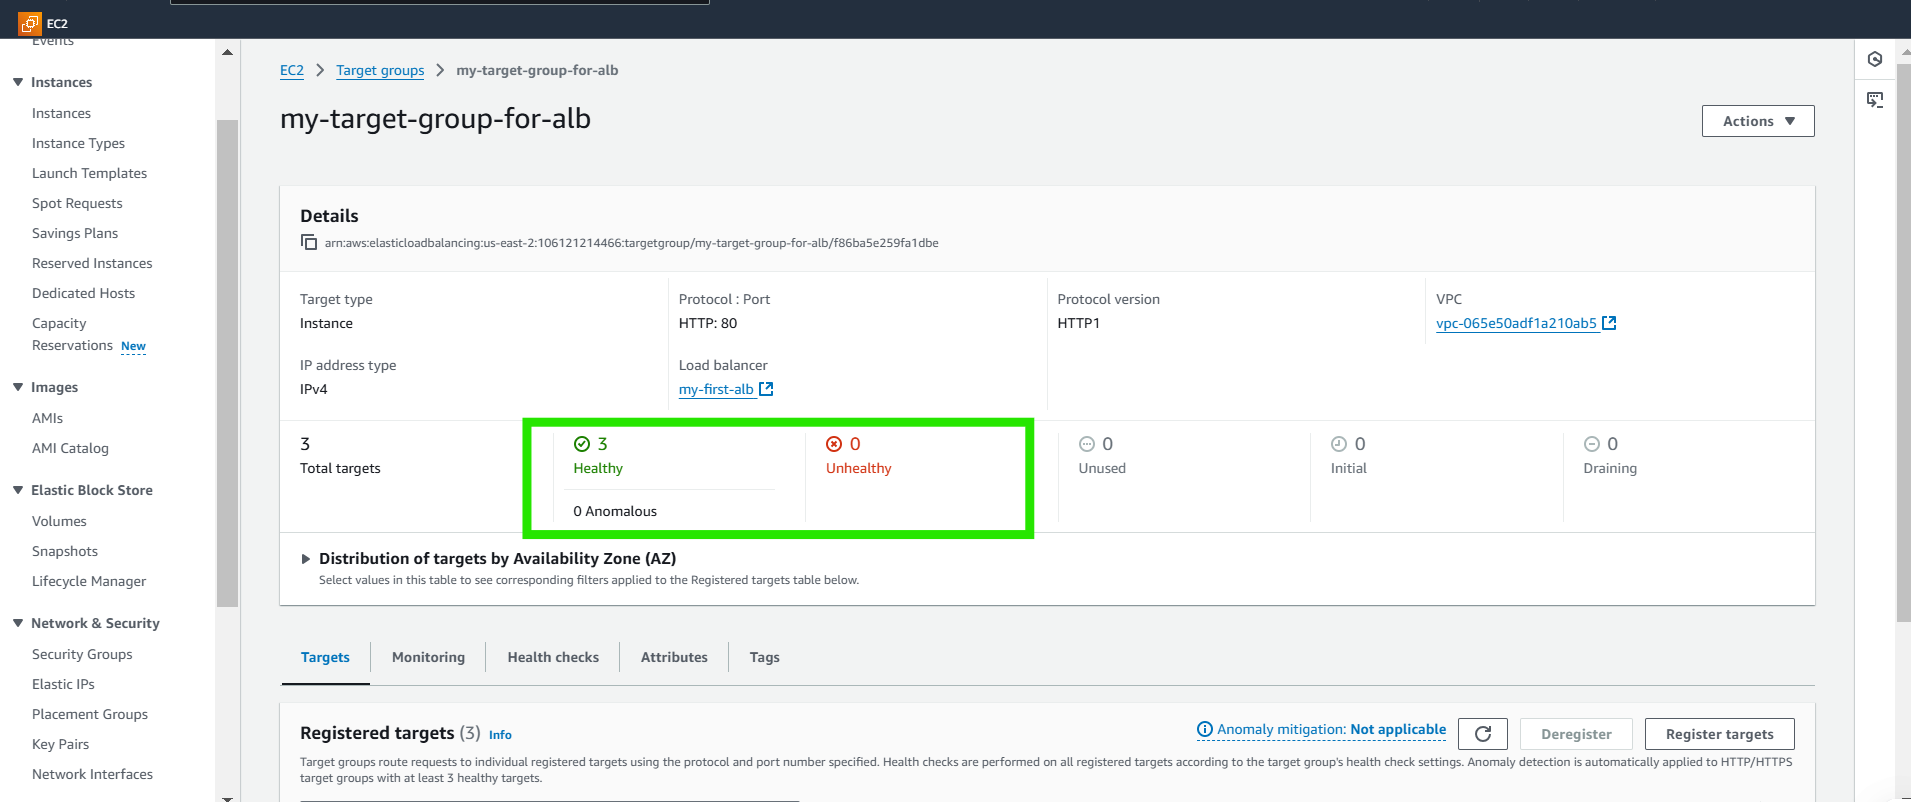 EC2
Events
Instances
Instances
Instance Types
Launch Templates
Spot Requests
Savings Plans
Reserved Instances
Dedicated Hosts
Capacity
Reservations New
Images
AMIs
AMI Catalog
Elastic Block Store
Volumes
Snapshots
Lifecycle Manager
Network & Security
Security Groups
Elastic IPs
Placement Groups
Key Pairs
Network Interfaces
EC2 > Target groups > my-target-group-for-alb
my-target-group-for-alb
Actions
Details
arn:aws:elasticloadbalancing:us-east-2:106121214466:targetgroup/my-target-group-for-alb/f86ba5e259fa1dbe
Target type
Instance
Protocol : Port
HTTP: 80
Protocol version
HTTP1
VPC
vpc-065e50adf1a210ab5
IP address type
IPv4
Load balancer
my-first-alb
3
Total targets
3
Healthy
0 Anomalous
0
Unhealthy
0
Unused
0
Initial
0
Draining
Distribution of targets by Availability Zone (AZ)
Select values in this table to see corresponding filters applied to the Registered targets table below.
Targets
Monitoring
Health checks
Attributes
Tags
Registered targets (3) Info
Anomaly mitigation: Not applicable
Deregister
Register targets
Target groups route requests to individual registered targets using the protocol and port number specified. Health checks are performed on all registered targets according to the target group's health check settings. Anomaly detection is automatically applied to HTTP/HTTPS
target groups with at least 3 healthy targets.